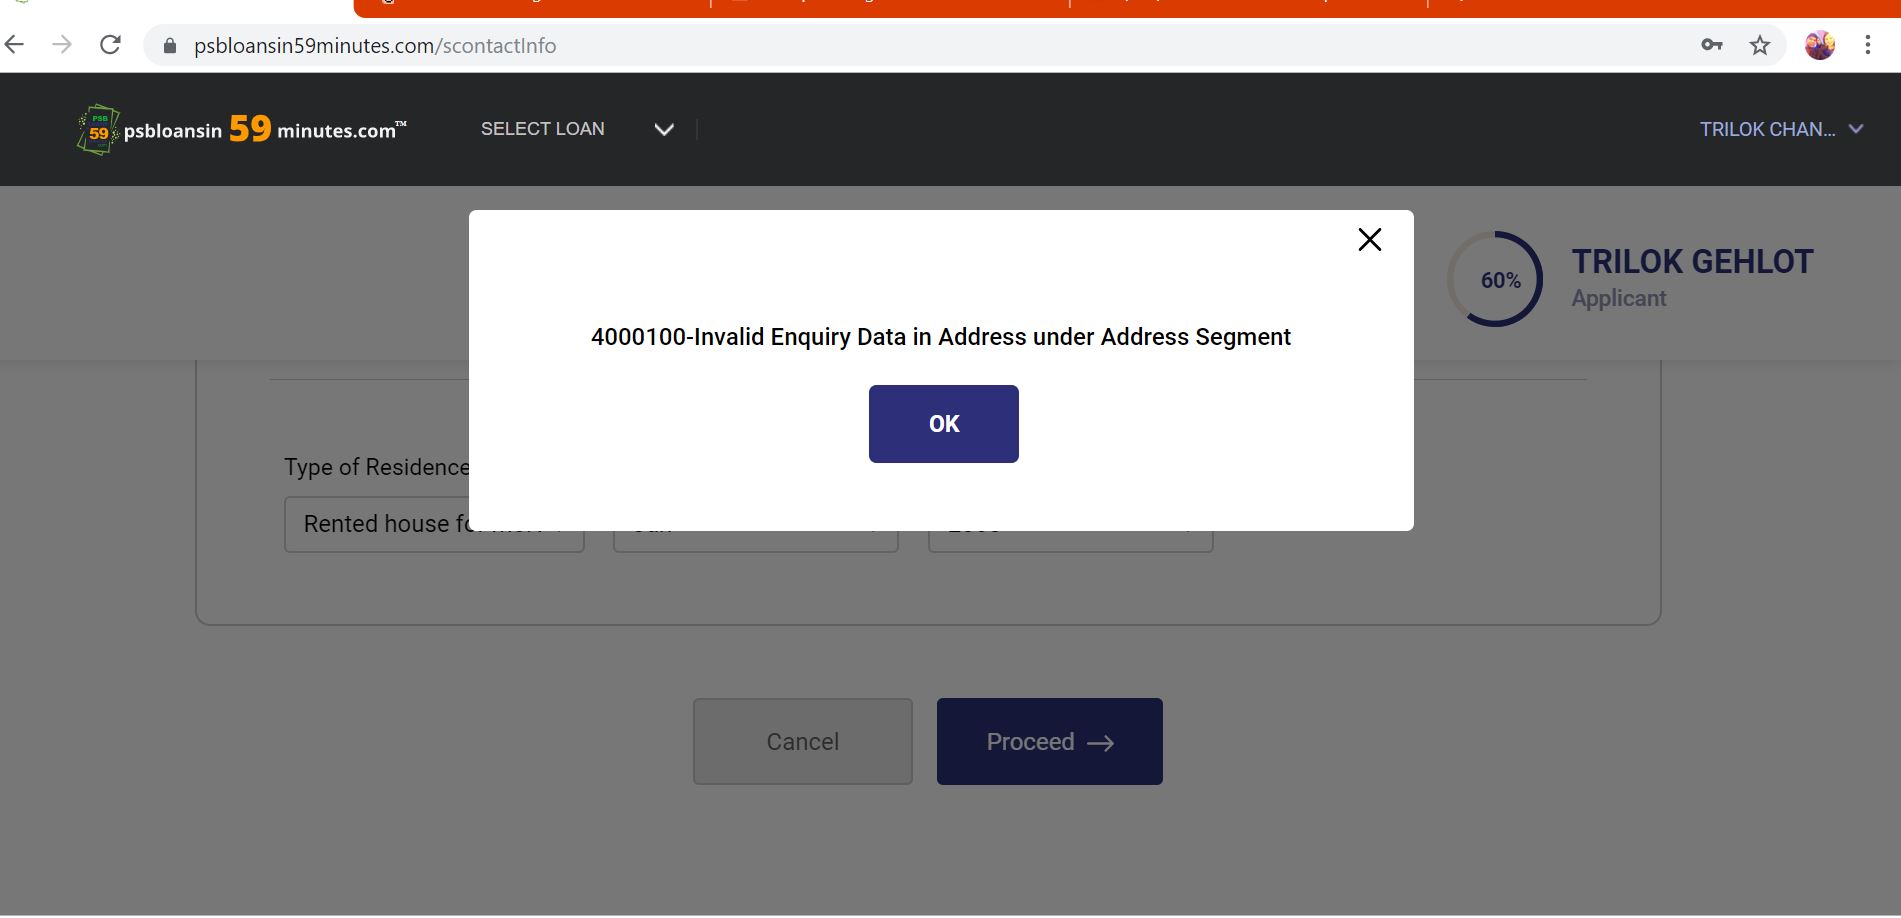 psbloansin59minutes.com/scontactInfo
PSB
59
psbloansin 59 minutes.com™
SELECT LOAN
TRILOK CHAN...
60%
TRILOK GEHLOT
Applicant
4000100-Invalid Enquiry Data in Address under Address Segment
OK
Type of Residence
Rented house
Cancel
Proceed →